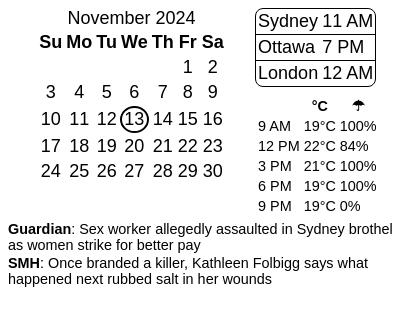 November 2024
Su Mo Tu We Th Fr Sa
1 2
3 4 5 6 7 8 9
10 11 12 13 14 15 16
17 18 19 20 21 22 23
24 25 26 27 28 29 30
Sydney 11 AM
Ottawa 7 PM
London 12 AM
°C ☂
9 AM 19°C 100%
12 PM 22°C 84%
3 PM 21°C 100%
6 PM 19°C 100%
9 PM 19°C 0%
Guardian: Sex worker allegedly assaulted in Sydney brothel
as women strike for better pay
SMH: Once branded a killer, Kathleen Folbigg says what
happened next rubbed salt in her wounds